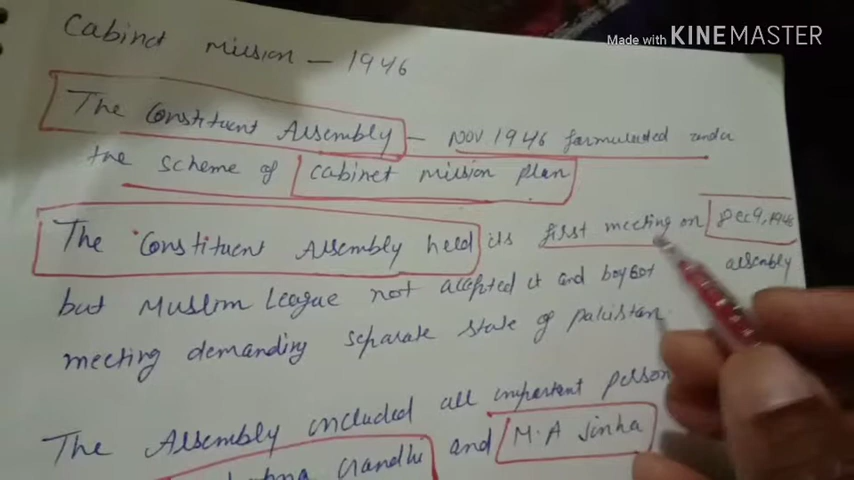 Made with KINEMASTER
Cabinet mission - 1946
The Constituent Assembly - Nov 1946 formulated under
the scheme of cabinet mission plan
The Constituent Assembly held its first meeting on Dec 9, 1946
but Muslim League not accepted it and boycot assembly
meeting demanding separate state of pakistan
The Assembly included all important person
Grandhi and M.A Jinha